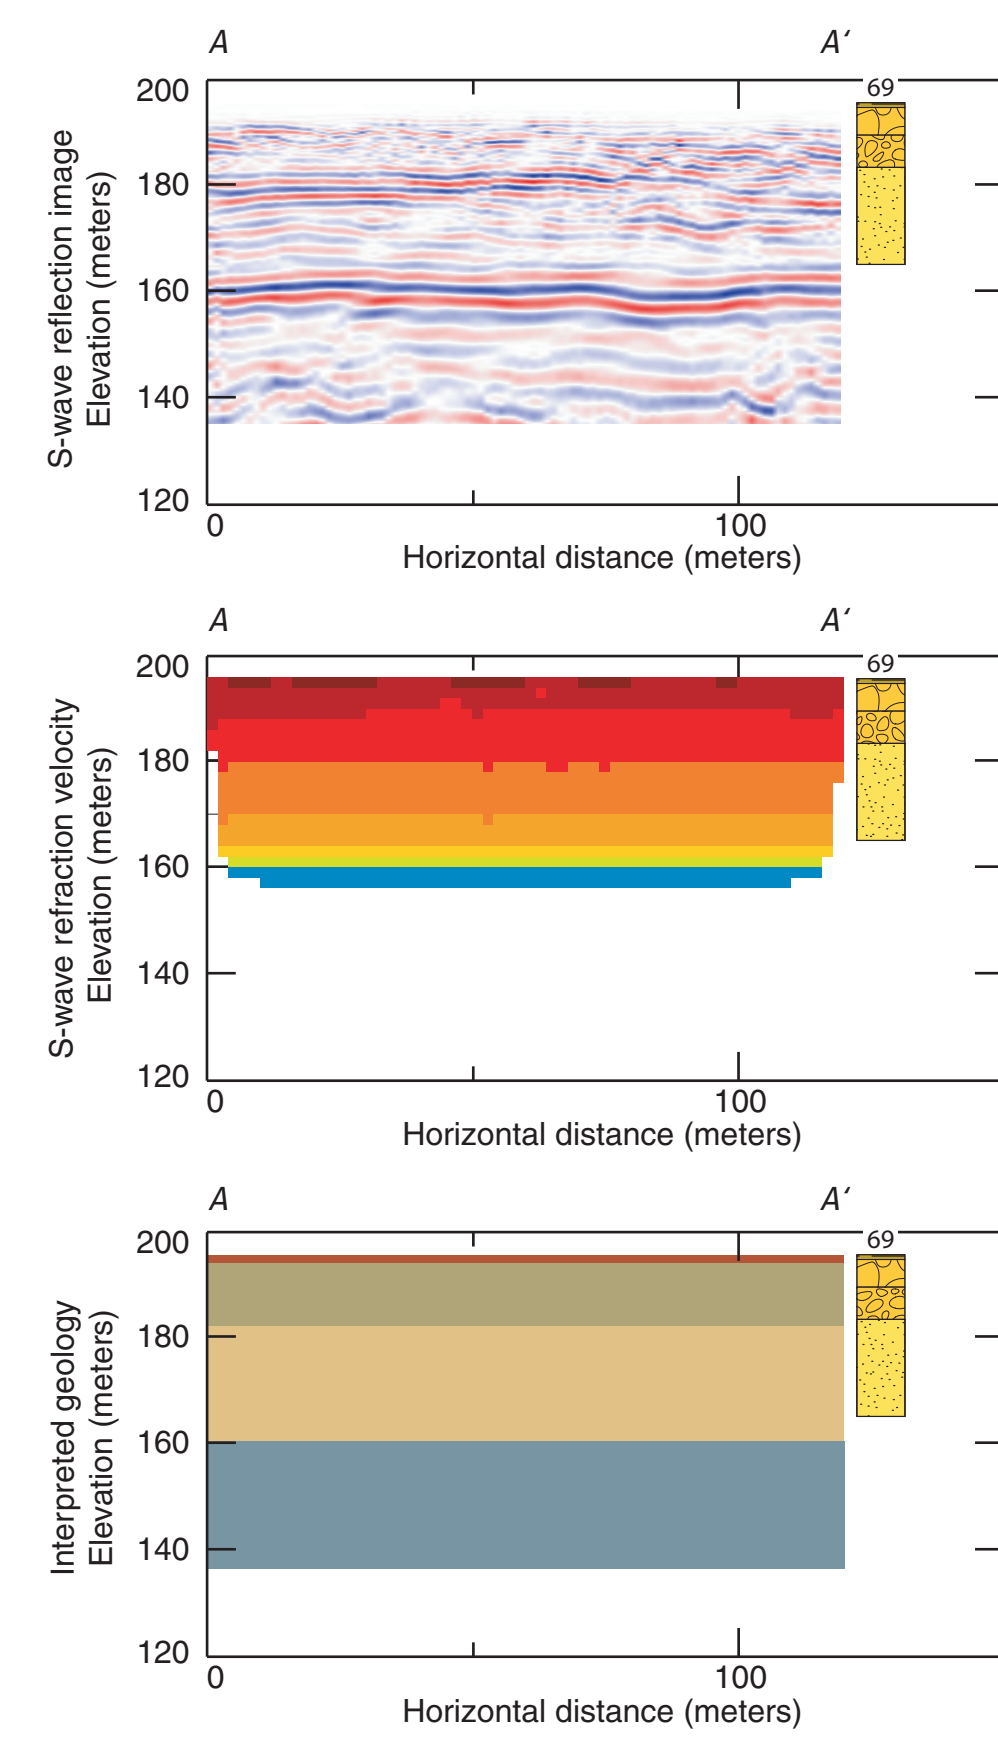 A
A‘
69
S-wave reflection image
Elevation (meters)
200
180
160
140
120
0
100
Horizontal distance (meters)
A
A‘
69
S-wave refraction velocity
Elevation (meters)
200
180
160
140
120
0
100
Horizontal distance (meters)
A
A‘
69
Interpreted geology
Elevation (meters)
200
180
160
140
120
0
100
Horizontal distance (meters)